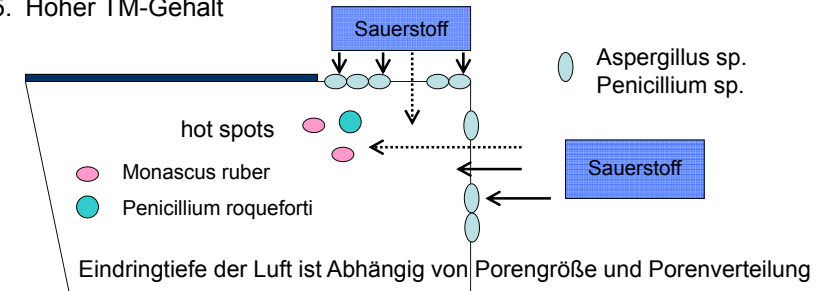 5. Hoher TM-Gehalt
Sauerstoff
Aspergillus sp.
Penicillium sp.
hot spots
Monascus ruber
Sauerstoff
Penicillium roqueforti
Eindringtiefe der Luft ist Abhängig von Porengröße und Porenverteilung